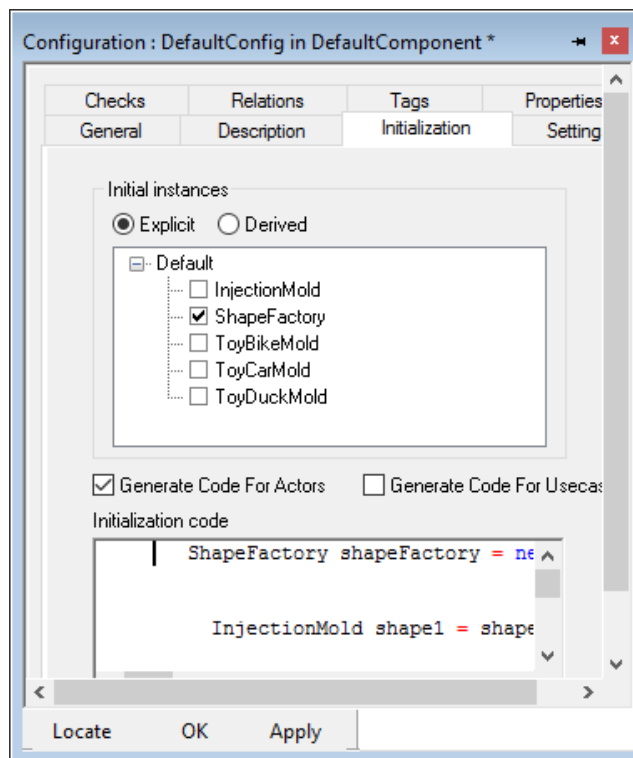 Configuration : DefaultConfig in DefaultComponent *
Checks Relations Tags Properties
General Description Initialization Setting
Initial instances
Explicit Derived
Default
InjectionMold
ShapeFactory
ToyBikeMold
ToyCarMold
ToyDuckMold
Generate Code For Actors Generate Code For Usecas
Initialization code
ShapeFactory shapeFactory = ne
InjectionMold shape1 = shape
Locate OK Apply